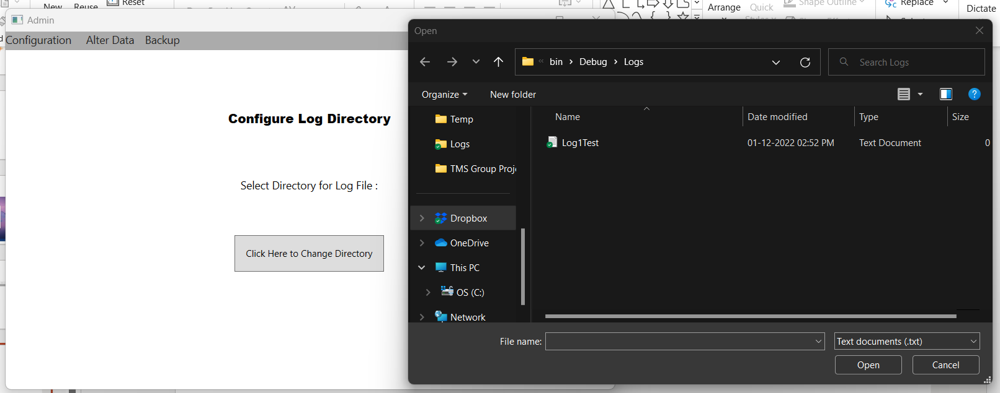 New Reuse Reset
Arrange Quick Shape Outline Replace Dictate
Admin
Configuration Alter Data Backup
Configure Log Directory
Select Directory for Log File :
Click Here to Change Directory
Open
« bin > Debug > Logs
Search Logs
Organize New folder
Name Date modified Type Size
Temp
Logs
TMS Group Proj
Log1Test 01-12-2022 02:52 PM Text Document 0
Dropbox
OneDrive
This PC
OS (C:)
Network
File name: Text documents (.txt)
Open Cancel